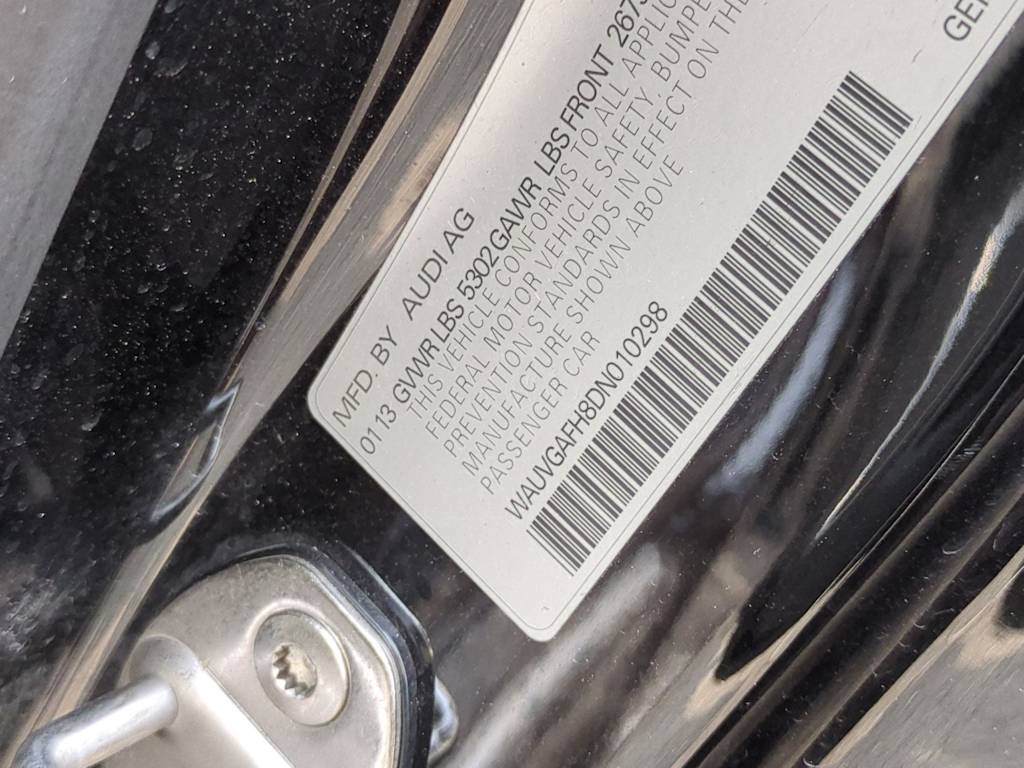 MFD. BY AUDI AG
0113 GVWR LBS 5302 GAWR LBS FRONT
THIS VEHICLE CONFORMS TO ALL
FEDERAL MOTOR VEHICLE SAFETY, BUMPER
PREVENTION STANDARDS IN EFFECT ON THE
MANUFACTURE SHOWN ABOVE
PASSENGER CAR
WAUVGAFH8DN010298